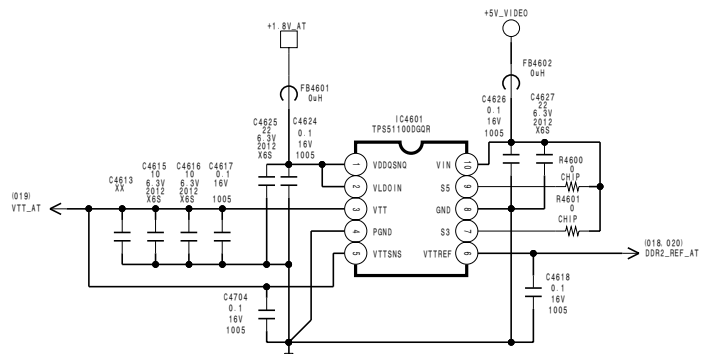 +1.8V_AT
+5V_VIDEO
FB4601
0uH
FB4602
0uH
C4625
22
6.3V
2012
X6S
C4624
0.1
16V
1005
IC4601
TPS51100DGQR
C4626
0.1
16V
1005
C4627
22
6.3V
2012
X6S
C4613
XX
C4615
10
6.3V
2012
X6S
C4616
10
6.3V
2012
X6S
C4617
0.1
16V
1005
1
VDDQSNQ
VIN
10
R4600
0
CHIP
2
VLDOIN
S5
9
R4601
0
CHIP
(019)
VTT_AT
3
VTT
GND
8
4
PGND
S3
7
5
VTTSNS
VTTREF
6
(018, 020)
DDR2_REF_AT
C4704
0.1
16V
1005
C4618
0.1
16V
1005